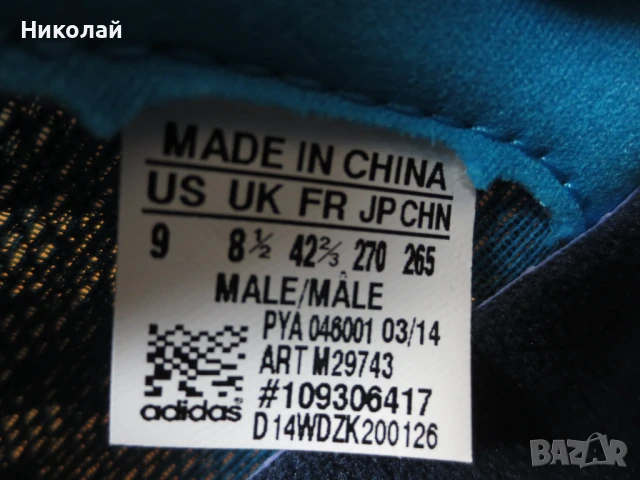 Николай
MADE IN CHINA
US UK FR JP CHN
9 8½ 42⅔ 270 265
MALE/MÂLE
PYA 046001 03/14
ART M29743
#109306417
adidas
D14WDZK200126
BAZAR